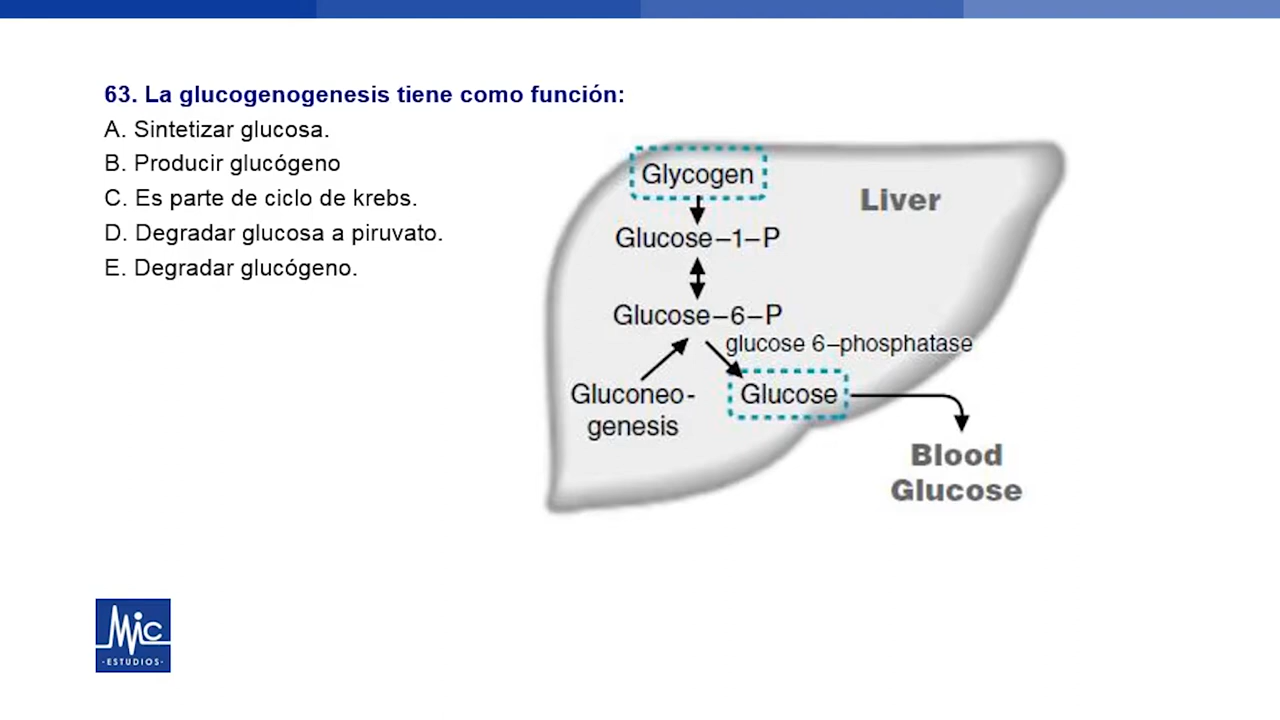 63. La glucogenogenesis tiene como función:
A. Sintetizar glucosa.
B. Producir glucógeno
C. Es parte de ciclo de krebs.
D. Degradar glucosa a piruvato.
E. Degradar glucógeno.
Glycogen
Liver
Glucose–1–P
Glucose–6–P
glucose 6–phosphatase
Gluconeo-
genesis
Glucose
Blood
Glucose
Mic
·ESTUDIOS·